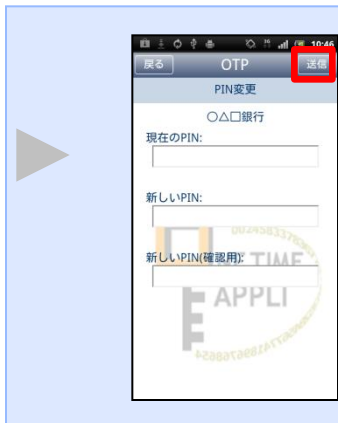 10:46
戻る OTP 送信
PIN変更
○△□銀行
現在のPIN:
新しいPIN:
新しいPIN(確認用):
TIME
APPLI